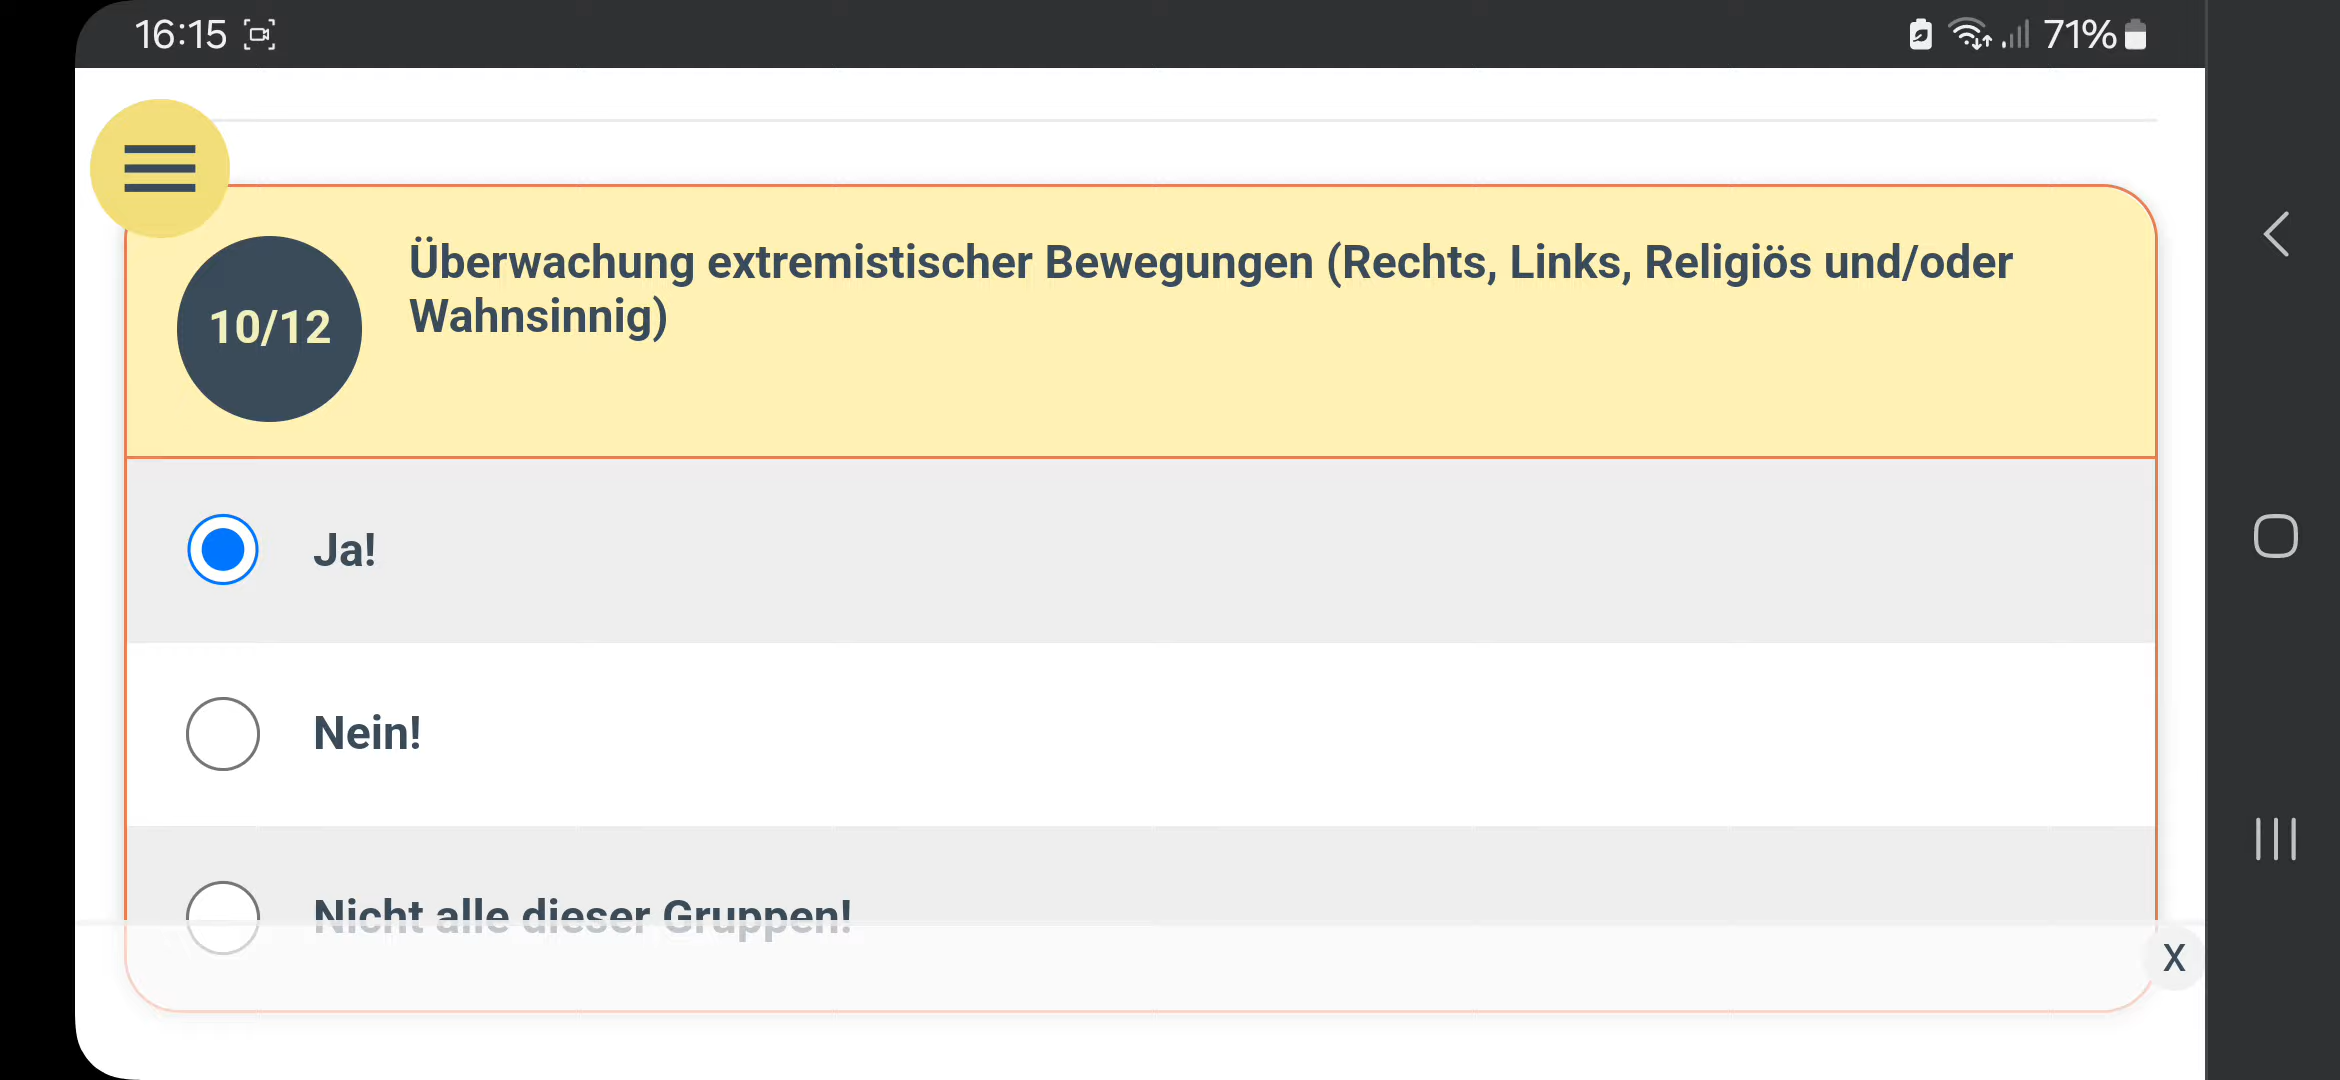 16:15
71%
10/12
Überwachung extremistischer Bewegungen (Rechts, Links, Religiös und/oder
Wahnsinnig)
Ja!
Nein!
Nicht alle dieser Gruppen!
X